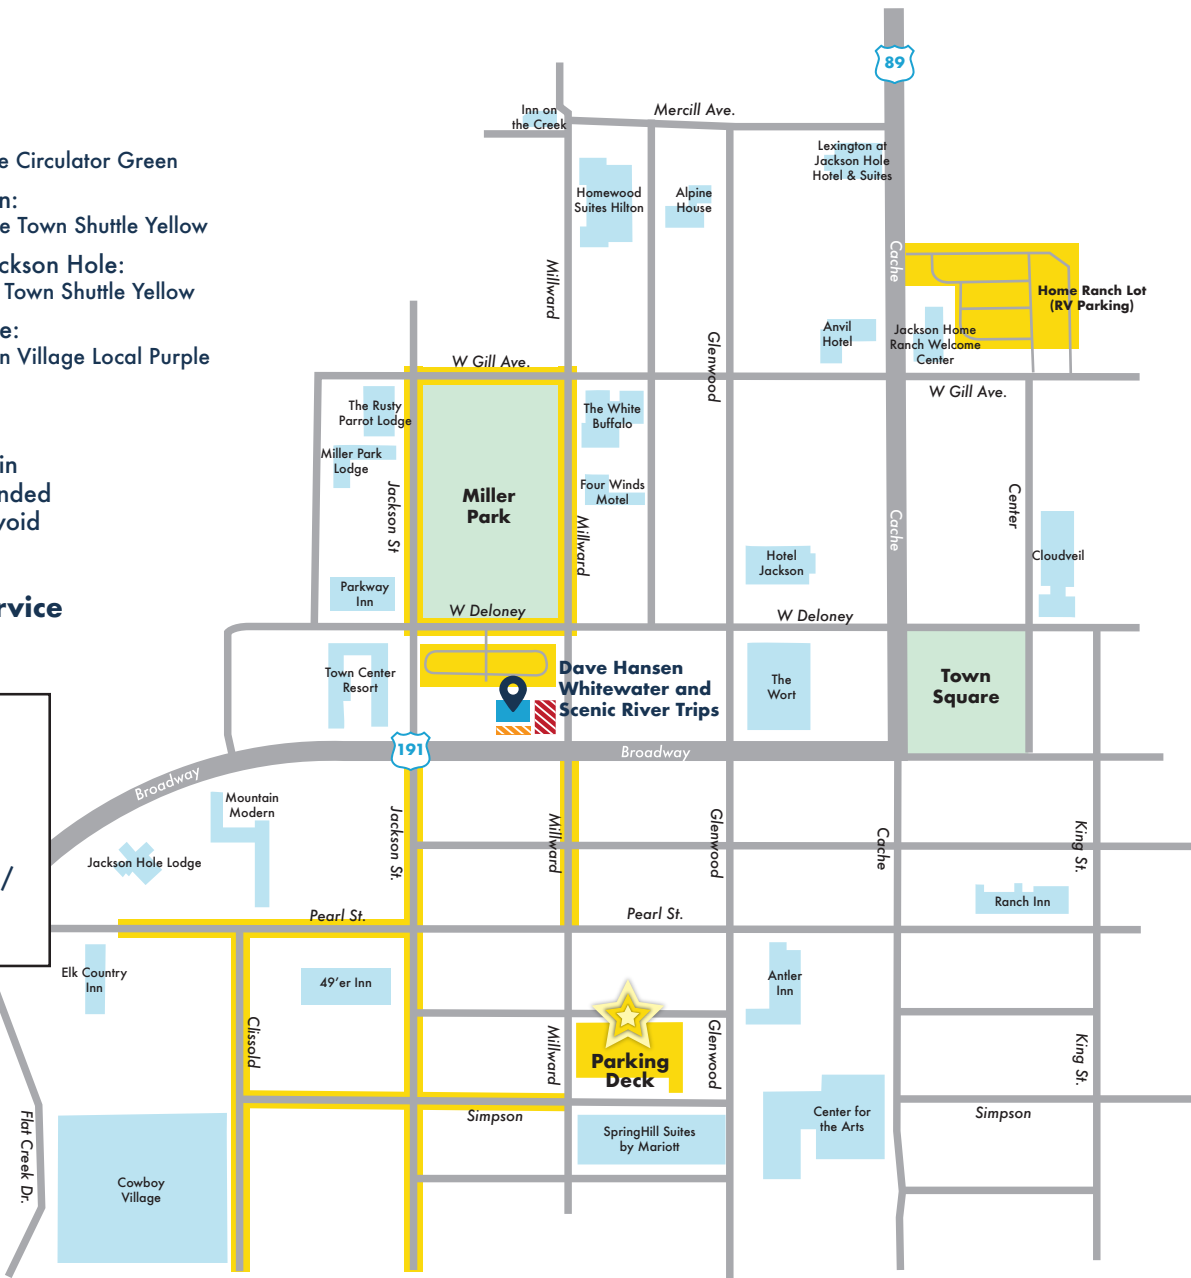 89
Mercill Ave.
Inn on
the Creek
e Circulator Green
n:
e Town Shuttle Yellow
ckson Hole:
Town Shuttle Yellow
e:
n Village Local Purple
in
nded
void
rvice
/
Lexington at
Jackson Hole
Hotel & Suites
Homewood
Suites Hilton
Alpine
House
Millward
Cache
Home Ranch Lot
(RV Parking)
Anvil
Hotel
Jackson Home
Ranch Welcome
Center
Glenwood
W Gill Ave.
W Gill Ave.
The Rusty
Parrot Lodge
The White
Buffalo
Miller Park
Lodge
Four Winds
Motel
Jackson St
Miller
Park
Millward
Cache
Center
Cloudveil
Hotel
Jackson
Parkway
Inn
W Deloney
W Deloney
Town Center
Resort
Dave Hansen
Whitewater and
Scenic River Trips
The
Wort
Town
Square
191
Broadway
Broadway
Mountain
Modern
Jackson Hole Lodge
Jackson St.
Millward
Glenwood
Cache
King St.
Ranch Inn
Pearl St.
Pearl St.
Elk Country
Inn
49'er Inn
Antler
Inn
Clissold
Millward
Glenwood
King St.
Parking
Deck
Simpson
Simpson
SpringHill Suites
by Mariott
Center for
the Arts
Flat Creek Dr.
Cowboy
Village